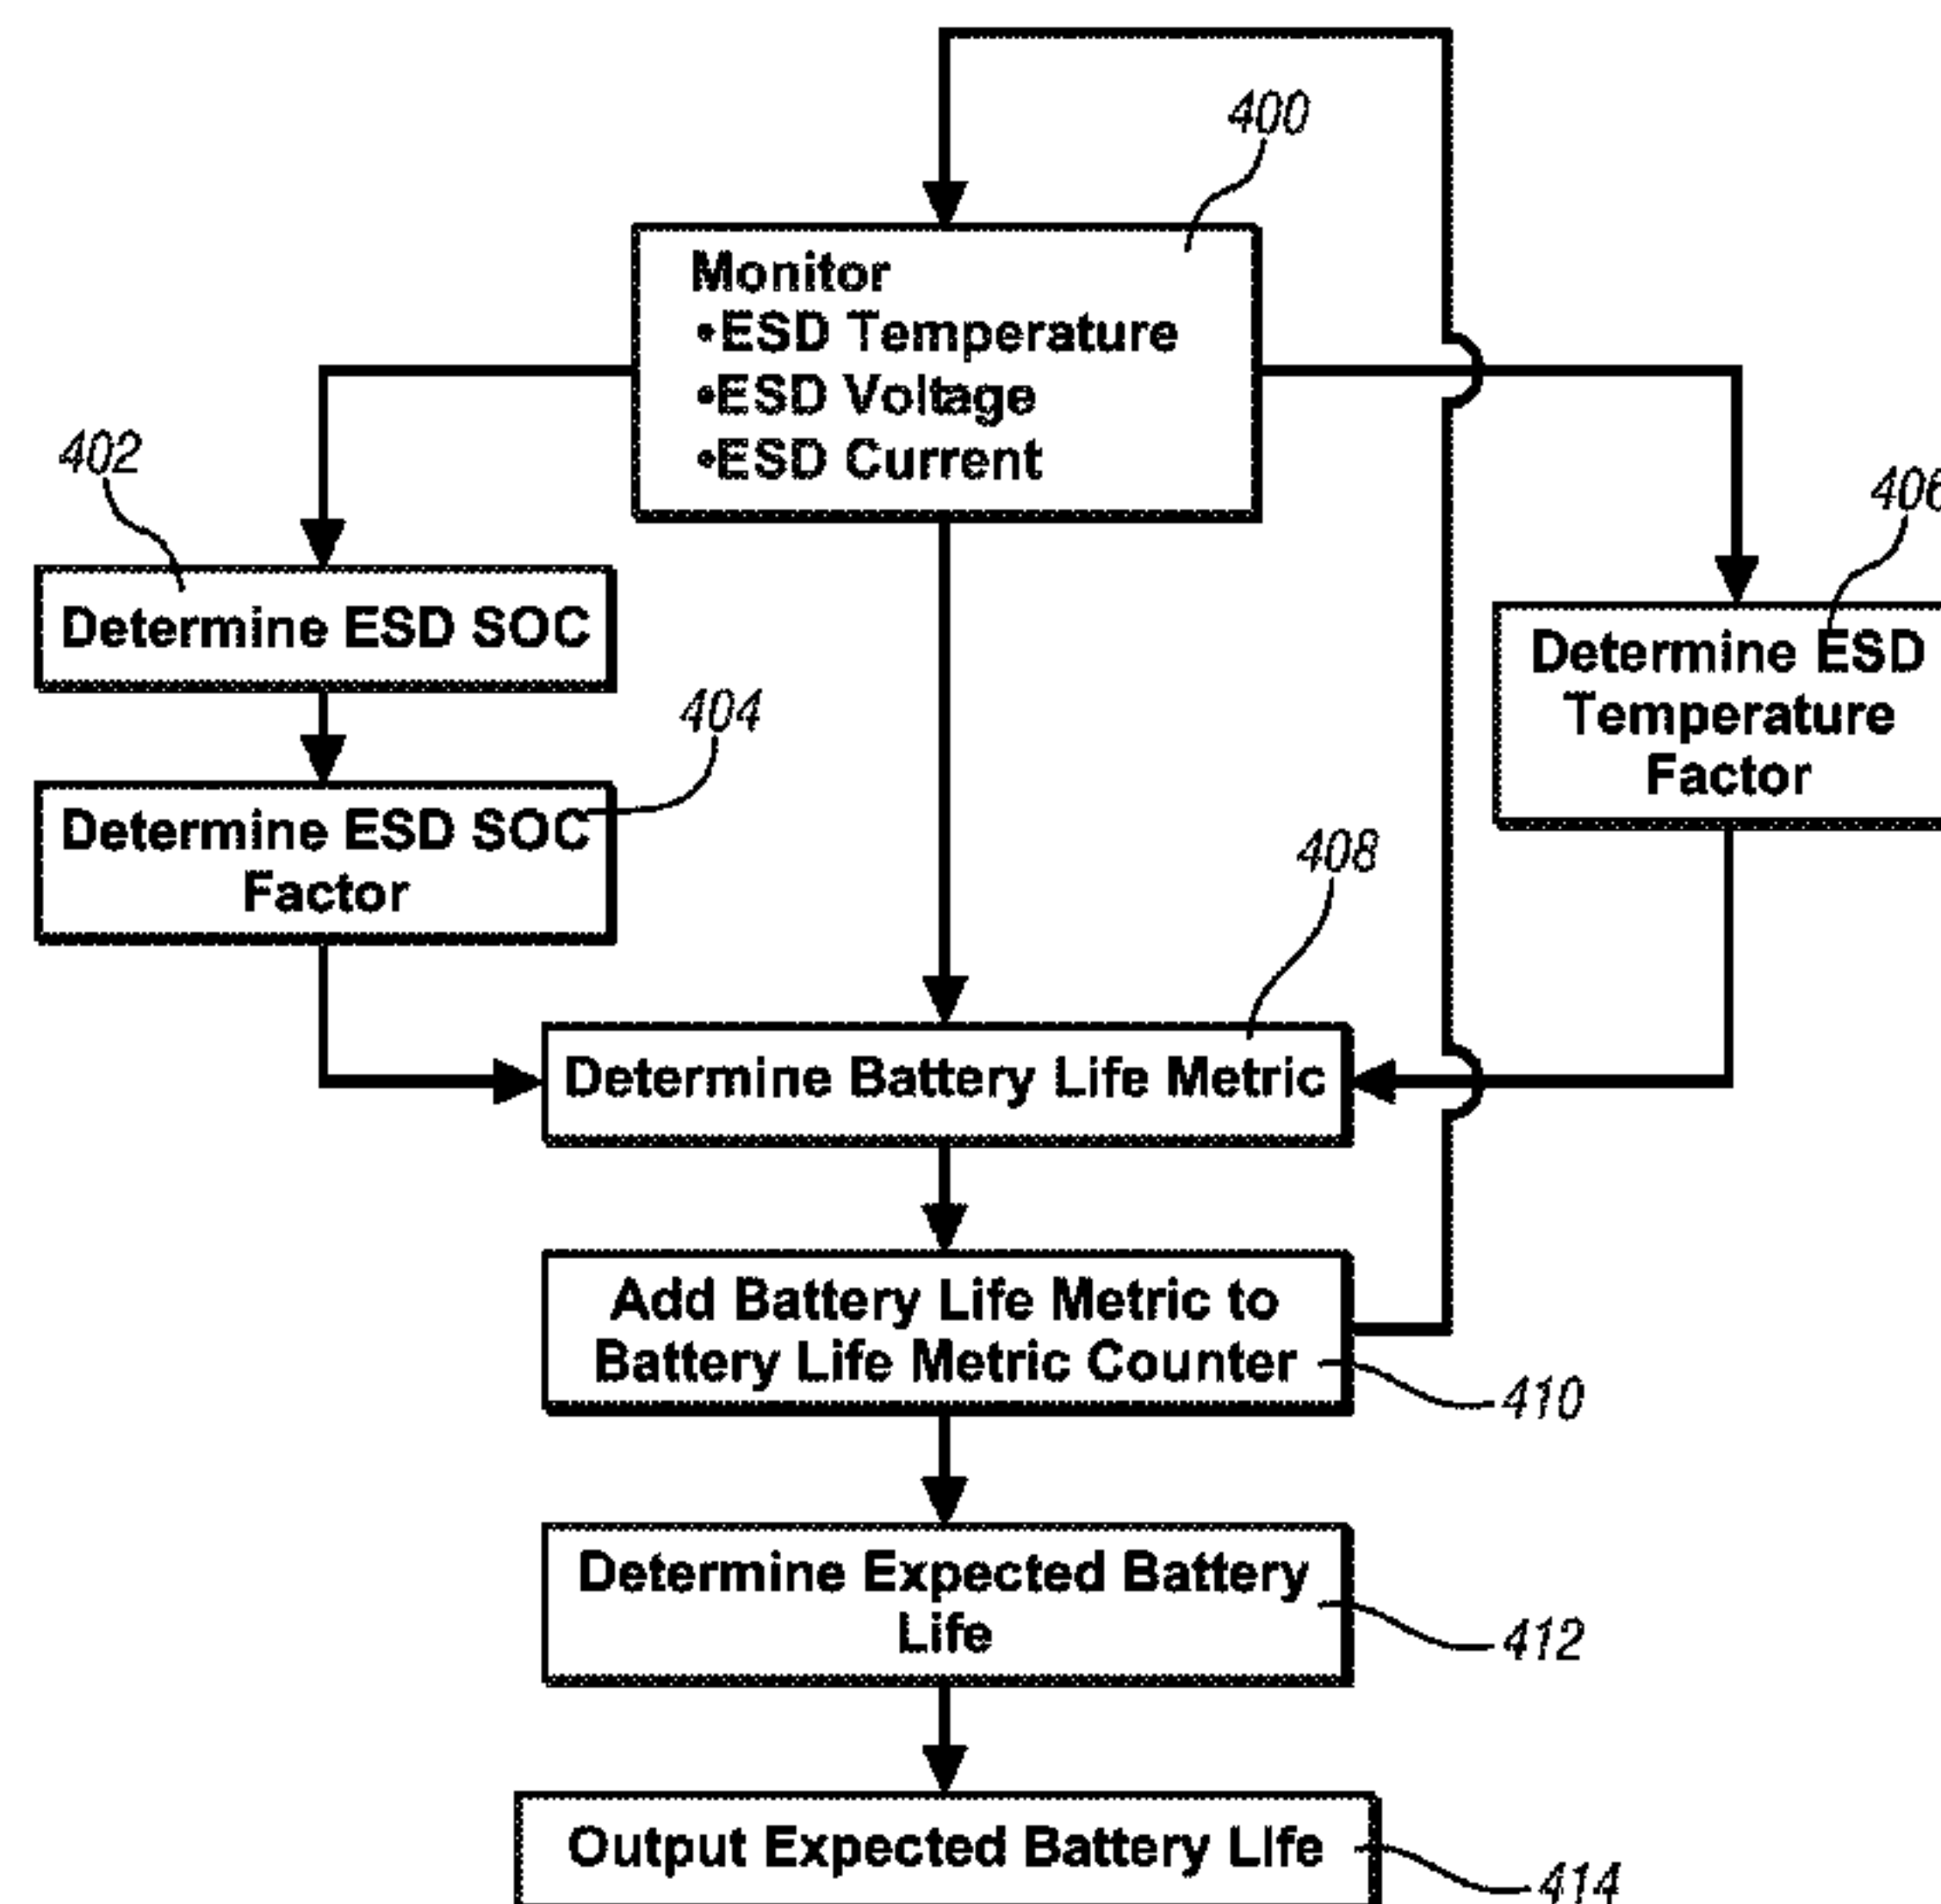 400
Monitor
•ESD Temperature
•ESD Voltage
•ESD Current
402
406
Determine ESD SOC
Determine ESD
Temperature
Factor
404
Determine ESD SOC
Factor
408
Determine Battery Life Metric
Add Battery Life Metric to
Battery Life Metric Counter
410
Determine Expected Battery
Life
412
Output Expected Battery Life
414